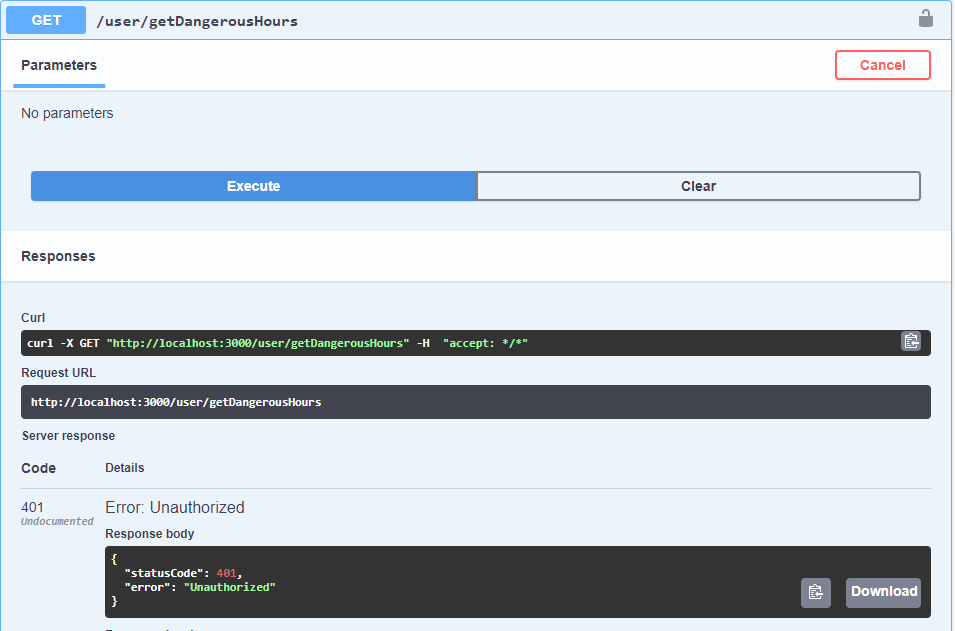 GET /user/getDangerousHours
Parameters Cancel
No parameters
Execute Clear
Responses
Curl
curl -X GET "http://localhost:3000/user/getDangerousHours" -H  "accept: */*"
Request URL
http://localhost:3000/user/getDangerousHours
Server response
Code Details
401 Error: Unauthorized
Undocumented
Response body
{
  "statusCode": 401,
  "error": "Unauthorized"
}
Download